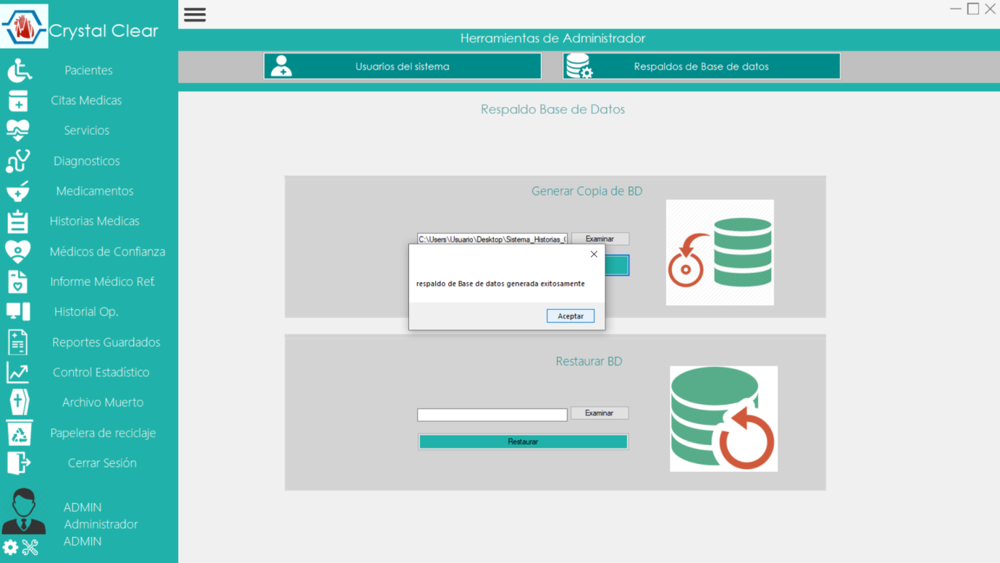 Crystal Clear
Pacientes
Citas Medicas
Servicios
Diagnosticos
Medicamentos
Historias Medicas
Médicos de Confianza
Informe Médico Ref.
Historial Op.
Reportes Guardados
Control Estadístico
Archivo Muerto
Papelera de reciclaje
Cerrar Sesión
ADMIN
Administrador
ADMIN
Herramientas de Administrador
Usuarios del sistema
Respaldos de Base de datos
Respaldo Base de Datos
Generar Copia de BD
C:\Users\Usuario\Desktop\Sistema_Historias_
Examinar
respaldo de Base de datos generada exitosamente
Aceptar
Restaurar BD
Examinar
Restaurar